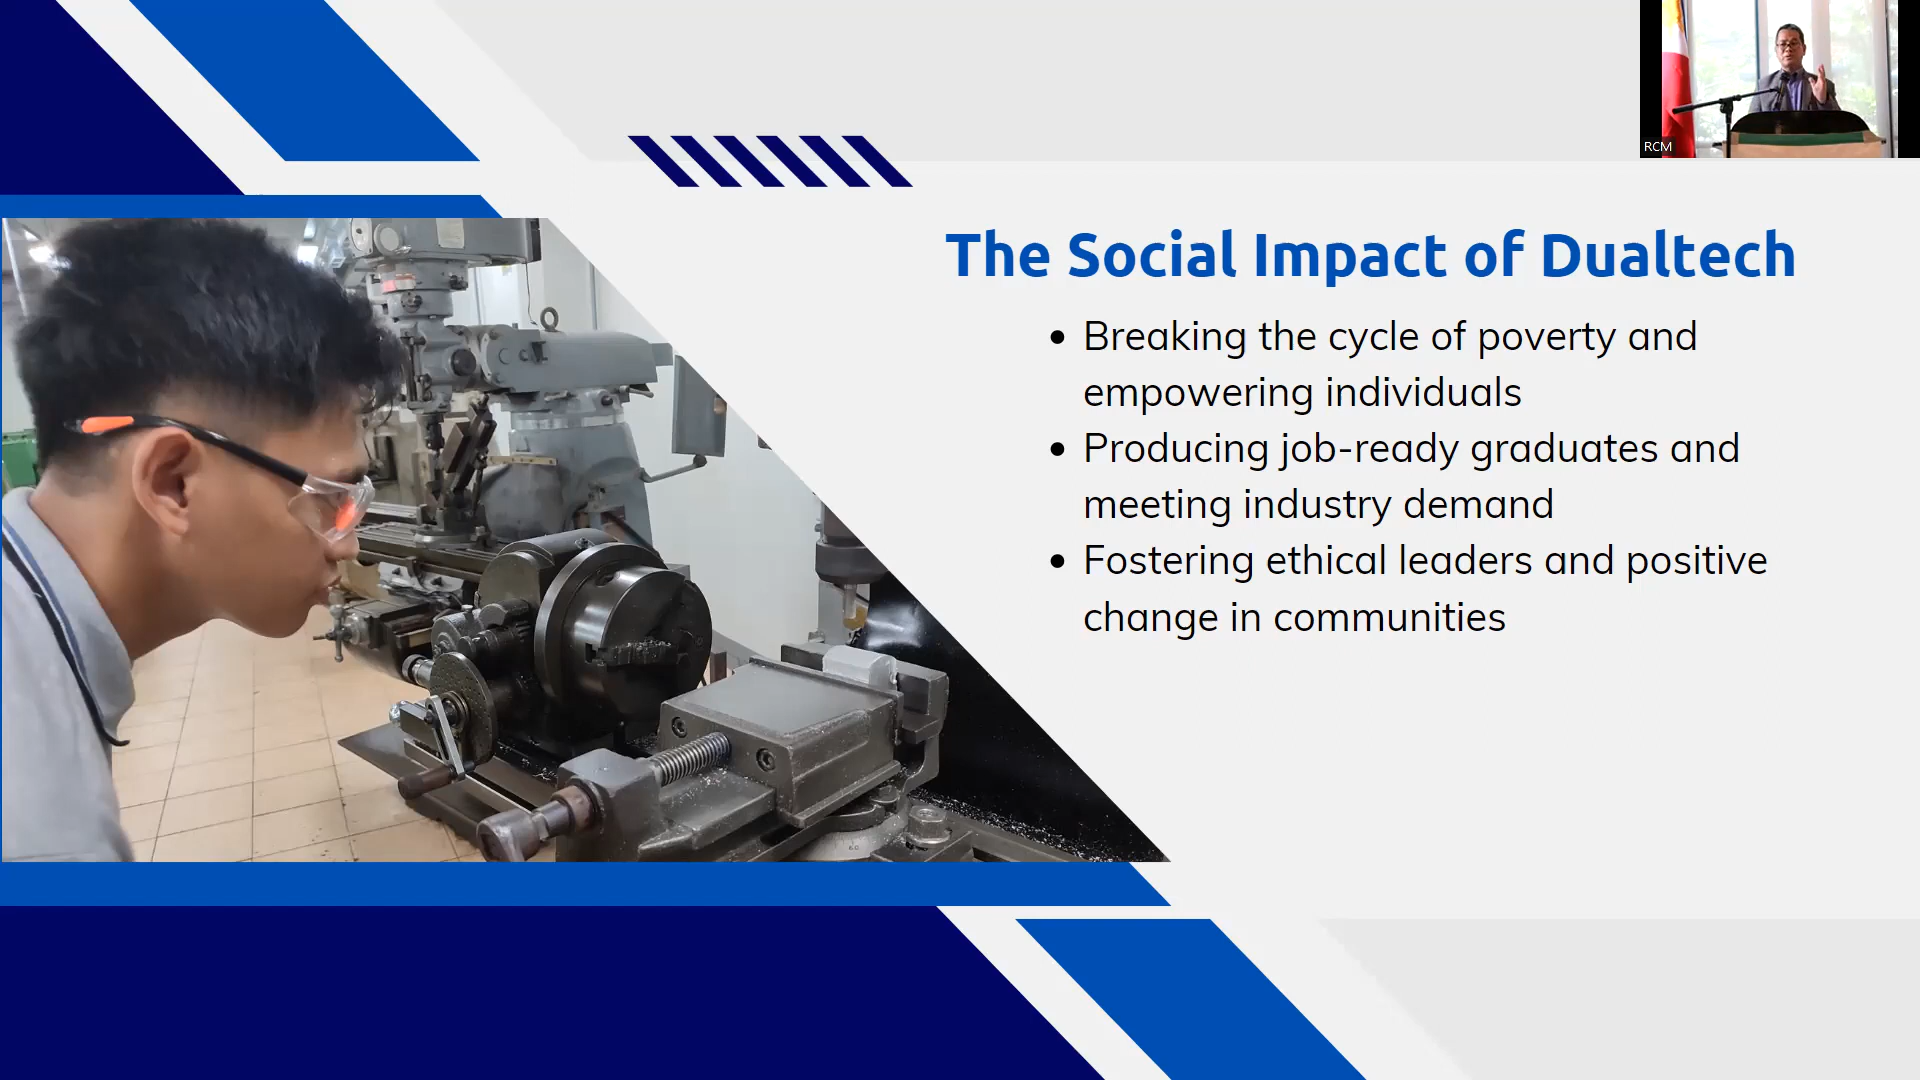 RCM
The Social Impact of Dualtech
• Breaking the cycle of poverty and
empowering individuals
• Producing job-ready graduates and
meeting industry demand
• Fostering ethical leaders and positive
change in communities